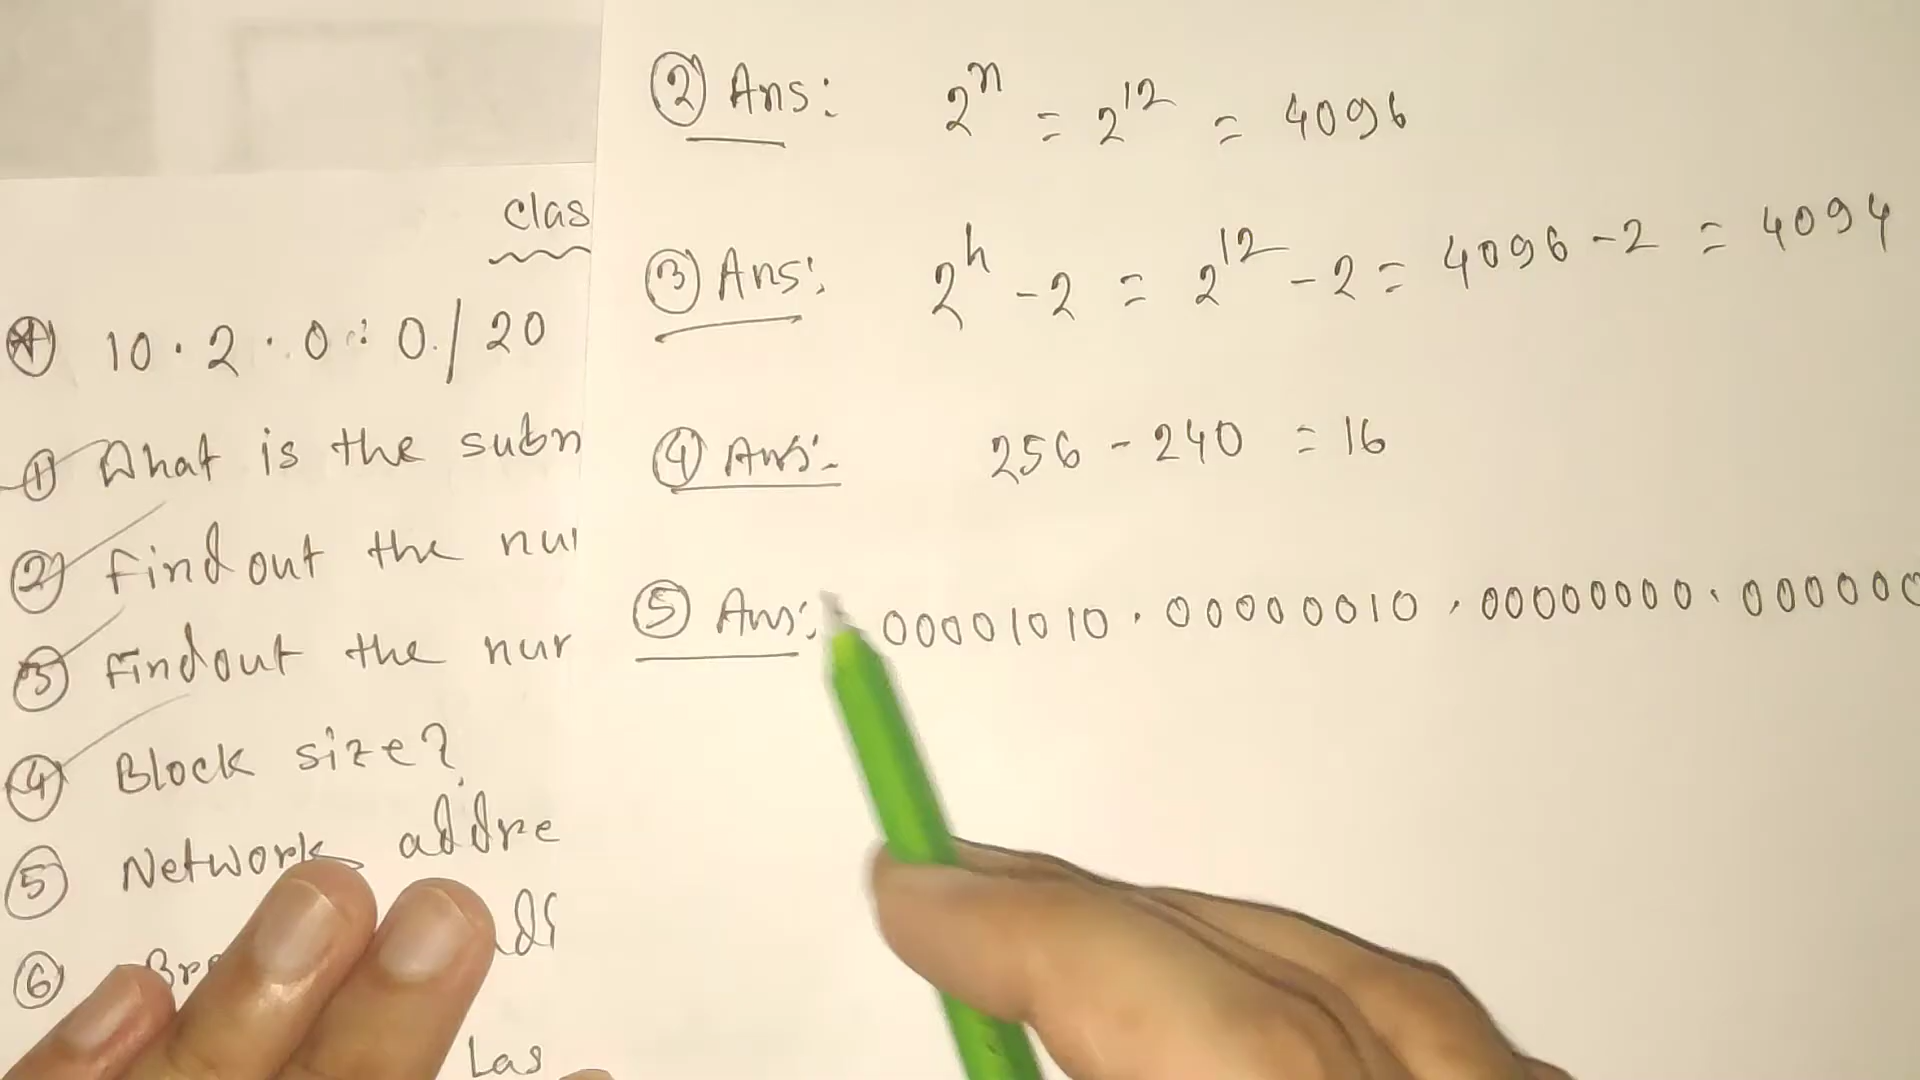 clas
10.2.0.0/20
① What is the subn
② Find out the nu
③ Findout the nur
④ Block size?
⑤ Network addre
⑥
Las
② Ans: 2^n = 2^12 = 4096
③ Ans: 2^h - 2 = 2^12 - 2 = 4096 - 2 = 4094
④ Ans:- 256 - 240 = 16
⑤ Ans: 00001010.00000010.00000000.000000